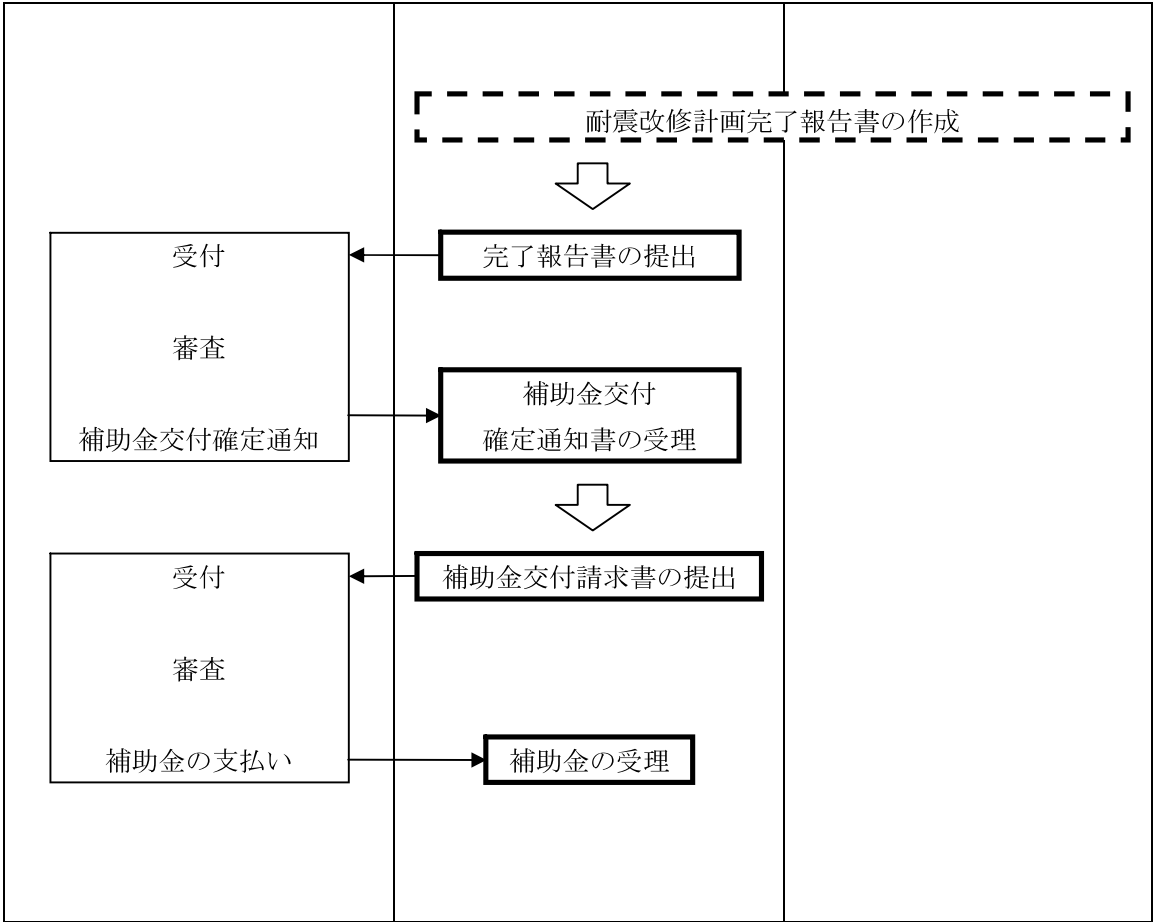 耐震改修計画完了報告書の作成
受付
完了報告書の提出
審査
補助金交付
補助金交付確定通知
確定通知書の受理
受付
補助金交付請求書の提出
審査
補助金の支払い
補助金の受理